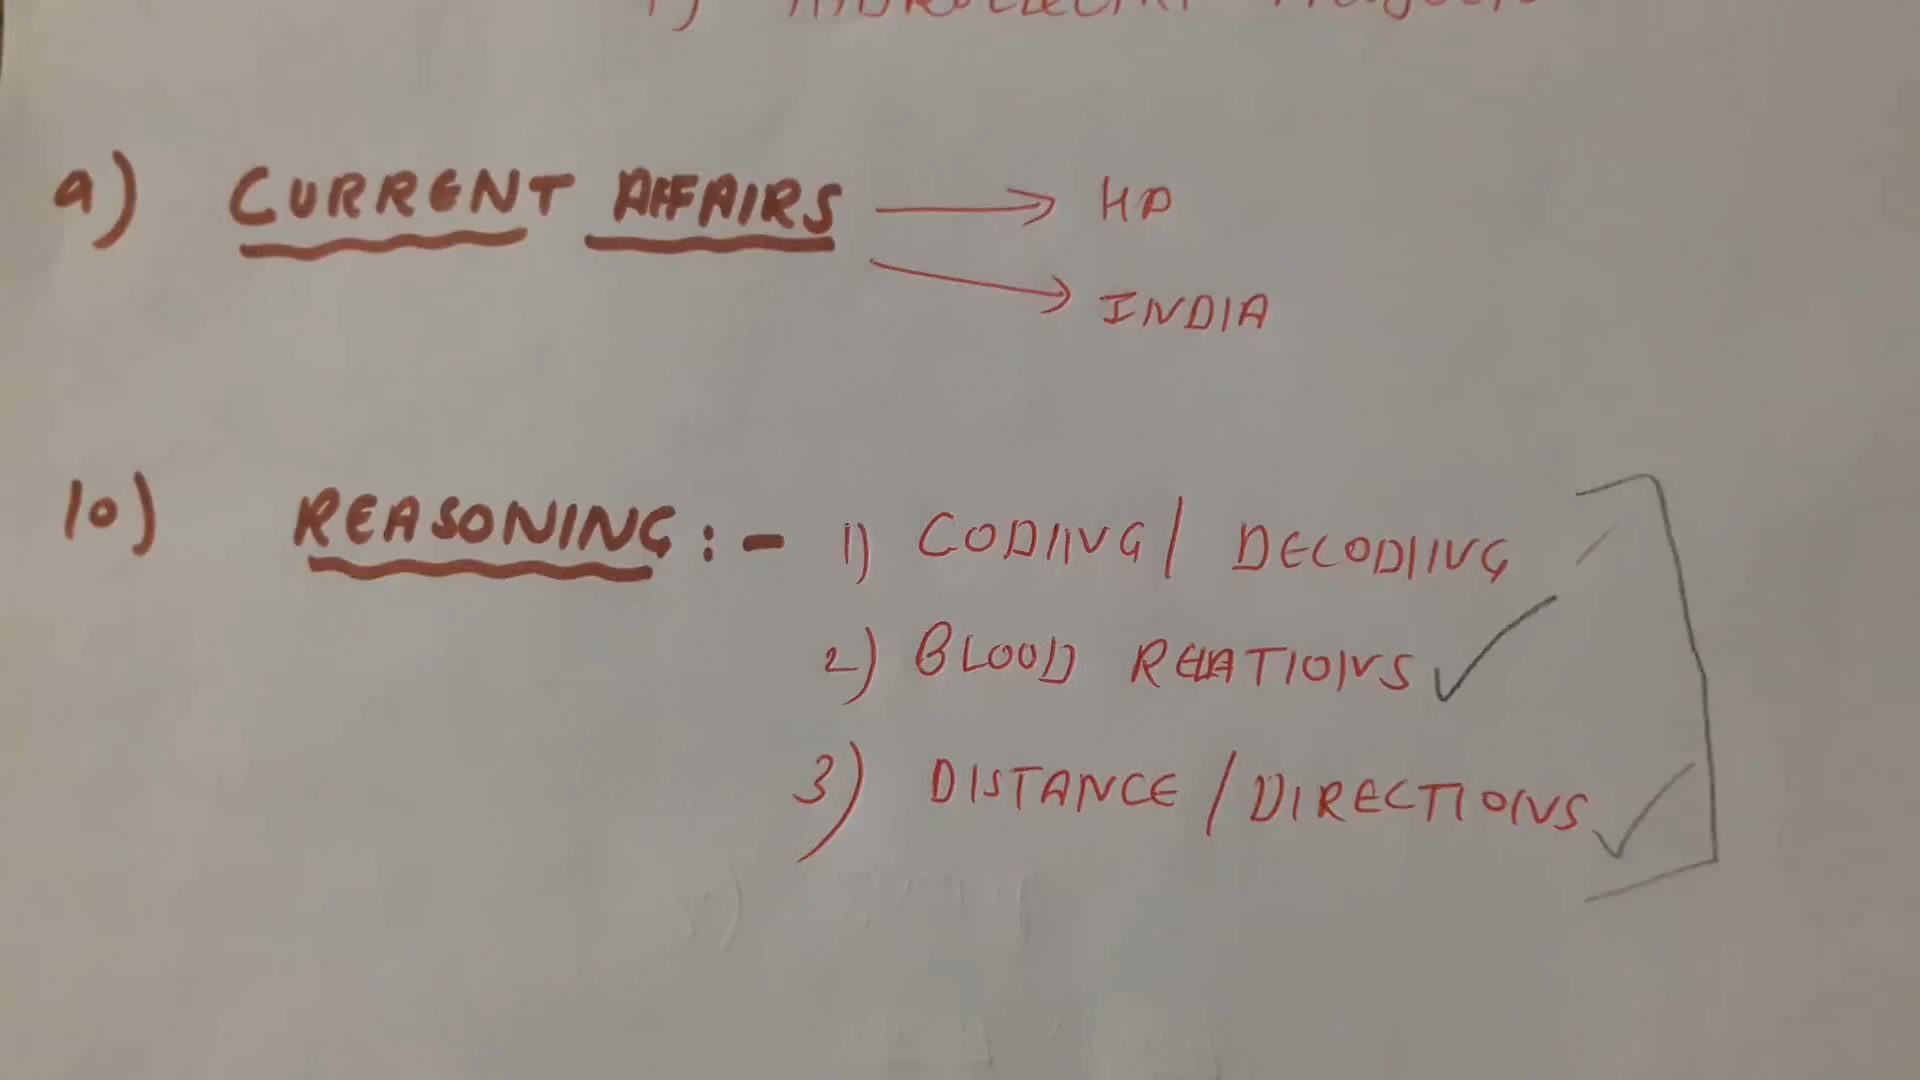 9) CURRENT AFFAIRS → HP
→ INDIA
10) REASONING :- 1) CODING/ DECODING
2) BLOOD RELATIONS ✓
3) DISTANCE / DIRECTIONS ✓